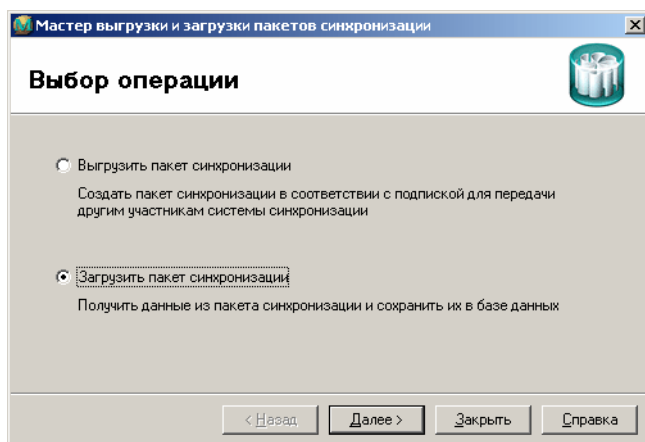 Мастер выгрузки и загрузки пакетов синхронизации
Выбор операции
Выгрузить пакет синхронизации
Создать пакет синхронизации в соответствии с подпиской для передачи
другим участникам системы синхронизации
Загрузить пакет синхронизации
Получить данные из пакета синхронизации и сохранить их в базе данных
< Назад
Далее >
Закрыть
Справка